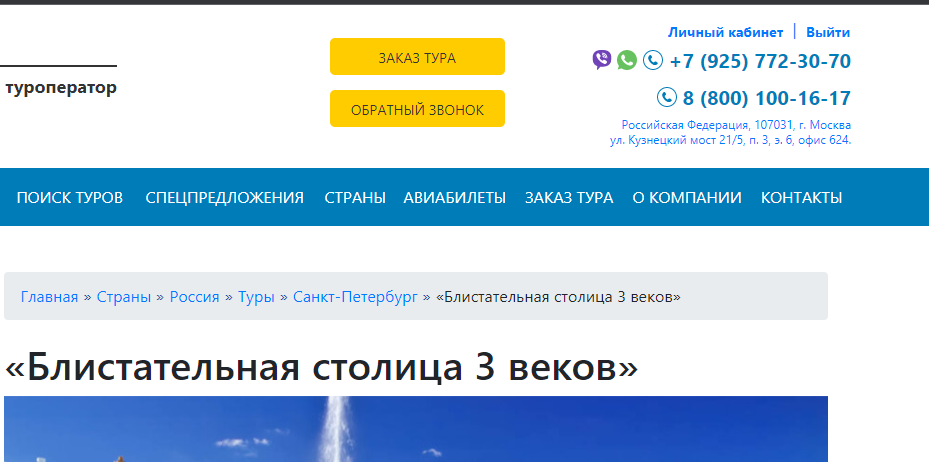 Личный кабинет | Выйти
туроператор
ЗАКАЗ ТУРА
ОБРАТНЫЙ ЗВОНОК
+7 (925) 772-30-70
8 (800) 100-16-17
Российская Федерация, 107031, г. Москва
ул. Кузнецкий мост 21/5, п. 3, э. 6, офис 624.
ПОИСК ТУРОВ СПЕЦПРЕДЛОЖЕНИЯ СТРАНЫ АВИАБИЛЕТЫ ЗАКАЗ ТУРА О КОМПАНИИ КОНТАКТЫ
Главная » Страны » Россия » Туры » Санкт-Петербург » «Блистательная столица 3 веков»
«Блистательная столица 3 веков»